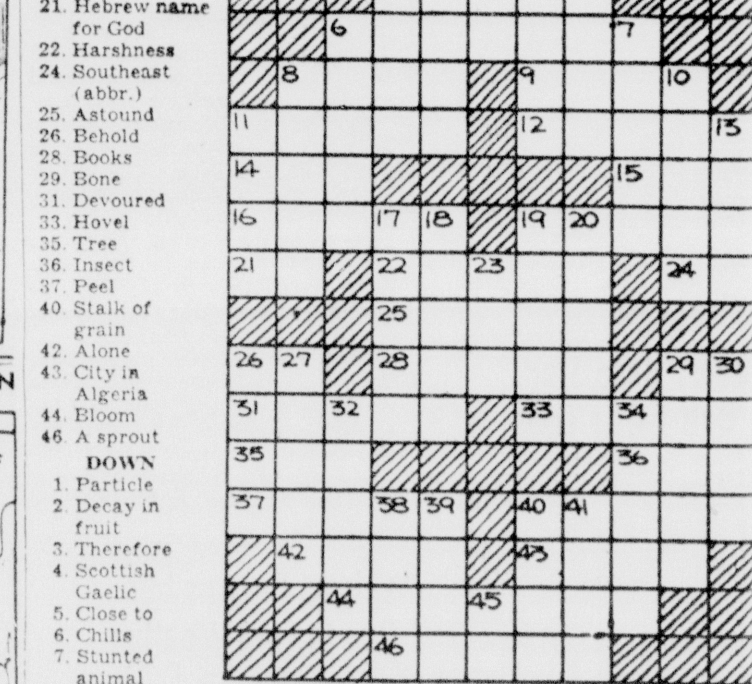 21. Hebrew name
for God
22. Harshness
24. Southeast
(abbr.)
25. Astound
26. Behold
28. Books
29. Bone
31. Devoured
33. Hovel
35. Tree
36. Insect
37. Peel
40. Stalk of
grain
42. Alone
43. City in
Algeria
44. Bloom
46. A sprout
DOWN
1. Particle
2. Decay in
fruit
3. Therefore
4. Scottish
Gaelic
5. Close to
6. Chills
7. Stunted
animal
6 7
8 9 10
11 12 13
14 15
16 17 18 19 20
21 22 23 24
25
26 27 28 29 30
31 32 33 34
35 36
37 38 39 40 41
42 43
44 45
46
N